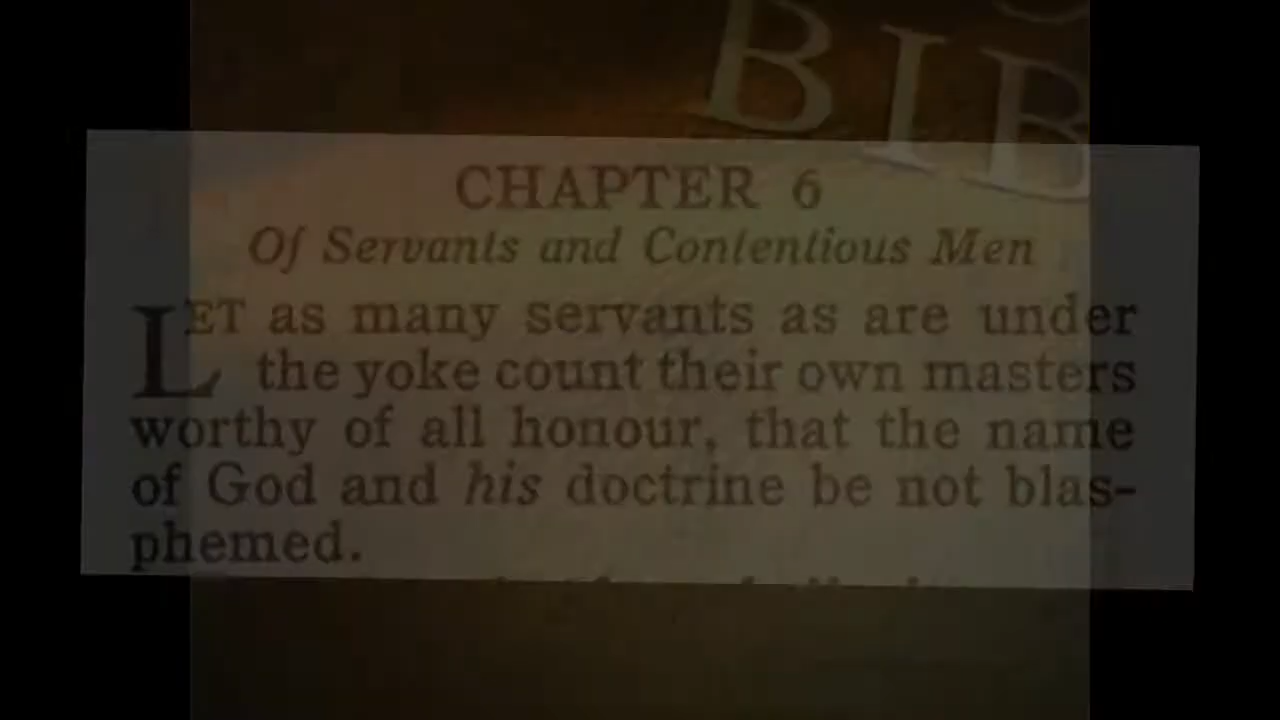 BIB
CHAPTER 6
Of Servants and Contentious Men
LET as many servants as are under
the yoke count their own masters
worthy of all honour, that the name
of God and his doctrine be not blas-
phemed.